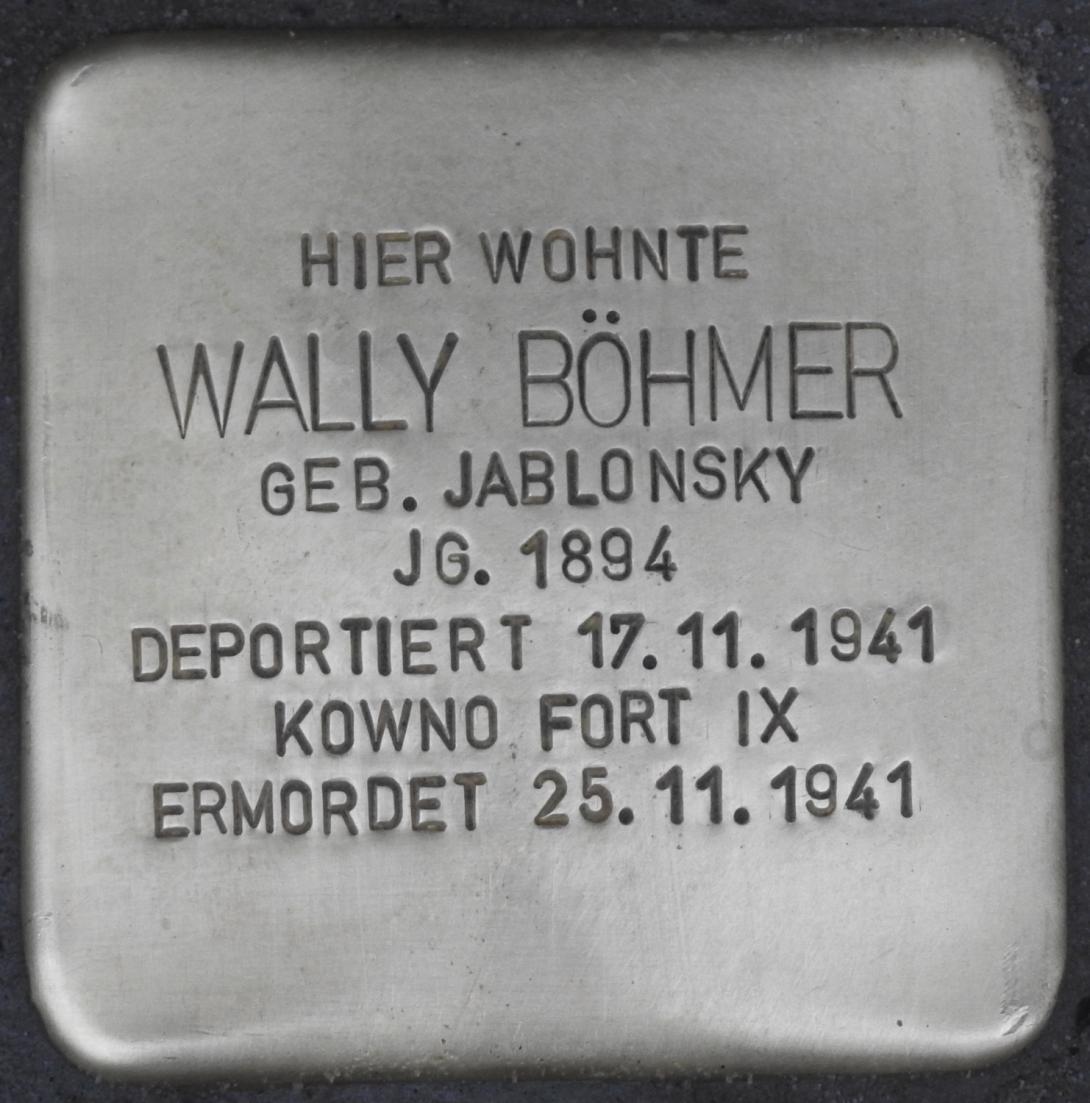 HIER WOHNTE
WALLY BÖHMER
GEB. JABLONSKY
JG. 1894
DEPORTIERT 17.11.1941
KOWNO FORT IX
ERMORDET 25.11.1941